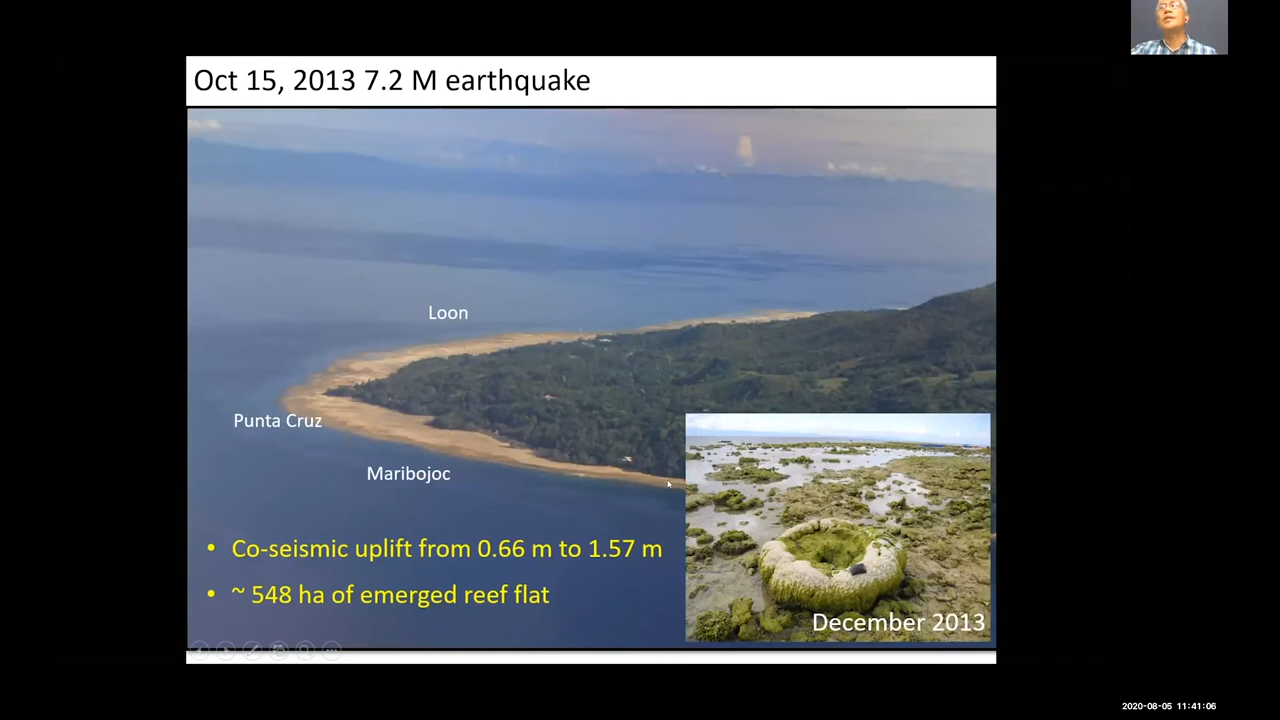 Oct 15, 2013 7.2 M earthquake
Loon
Punta Cruz
Maribojoc
• Co-seismic uplift from 0.66 m to 1.57 m
• ~ 548 ha of emerged reef flat
December 2013
2020-08-05 11:41:06